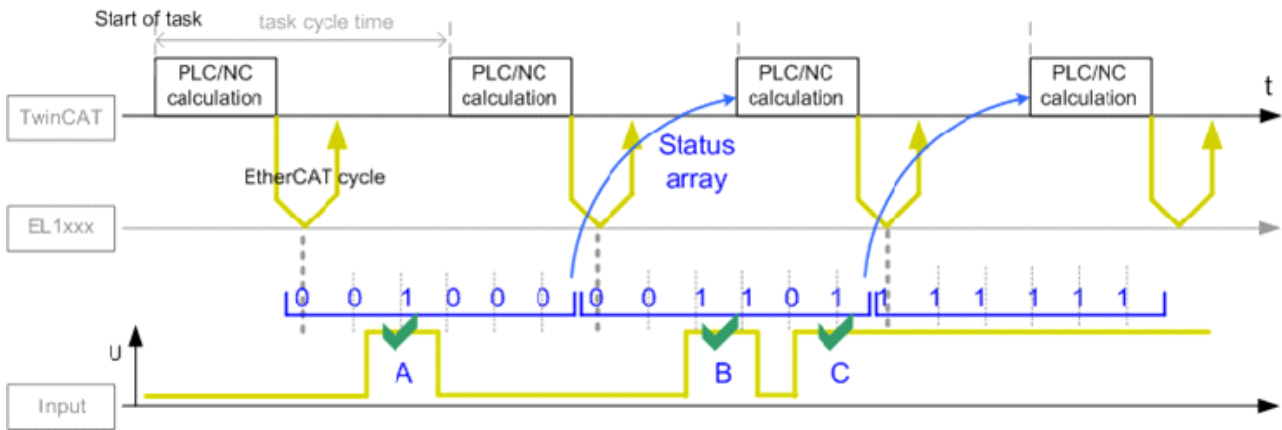 Start of task
task cycle time
PLC/NC
calculation
PLC/NC
calculation
PLC/NC
calculation
PLC/NC
calculation
t
TwinCAT
Status
array
EtherCAT cycle
EL1xxx
0 0 1 0 0 0 0 0 1 1 0 1 1 1 1 1 1 1
U
A
B
C
Input